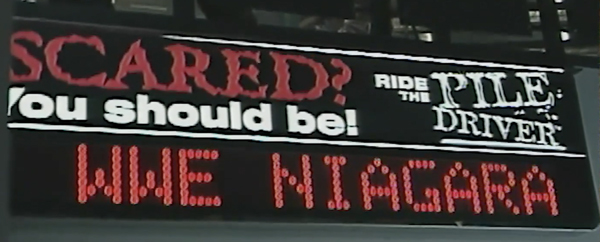 SCARED?
You should be!
RIDE
THE
PILE
DRIVER
WWE NIAGARA